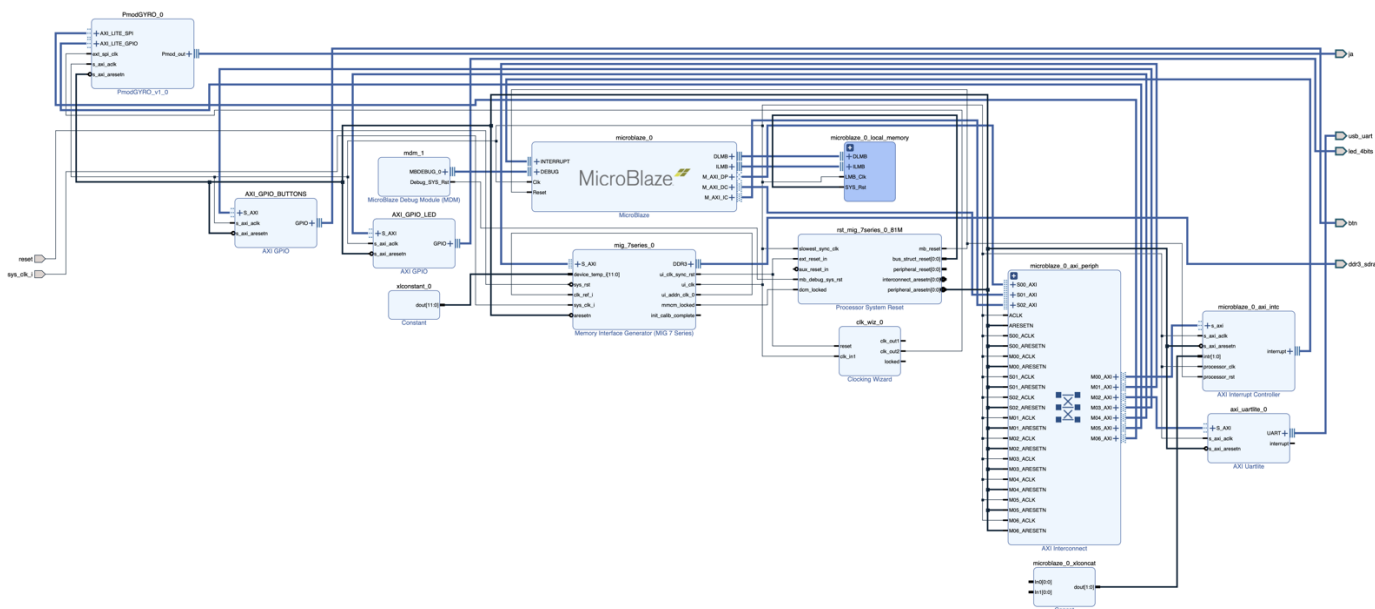 PmodGYRO_0
AXI_LITE_SPI
AXI_LITE_GPIO
axi_spi_clk
s_axi_aclk
s_axi_aresetn
Pmod_out
PmodGYRO_v1_0
ja
usb_uart
led_4bits
btn
ddr3_sdra
reset
sys_clk_i
mdm_1
MBDEBUG_0
Debug_SYS_Rst
MicroBlaze Debug Module (MDM)
AXI_GPIO_BUTTONS
S_AXI
s_axi_aclk
s_axi_aresetn
GPIO
AXI GPIO
AXI_GPIO_LED
S_AXI
s_axi_aclk
s_axi_aresetn
GPIO
AXI GPIO
xlconstant_0
dout[11:0]
Constant
microblaze_0
INTERRUPT
DEBUG
Clk
Reset
MicroBlaze
DLMB
ILMB
M_AXI_DP
M_AXI_DC
M_AXI_IC
MicroBlaze
microblaze_0_local_memory
DLMB
ILMB
LMB_Clk
SYS_Rst
mig_7series_0
S_AXI
device_temp_i[11:0]
sys_rst
clk_ref_i
sys_clk_i
aresetn
DDR3
ui_clk_sync_rst
ui_clk
ui_addn_clk_0
mmcm_locked
init_calib_complete
Memory Interface Generator (MIG 7 Series)
rst_mig_7series_0_81M
slowest_sync_clk
ext_reset_in
aux_reset_in
mb_debug_sys_rst
dcm_locked
mb_reset
bus_struct_reset[0:0]
peripheral_reset[0:0]
interconnect_aresetn[0:0]
peripheral_aresetn[0:0]
Processor System Reset
clk_wiz_0
reset
clk_in1
clk_out1
clk_out2
locked
Clocking Wizard
microblaze_0_axi_periph
S00_AXI
S01_AXI
S02_AXI
ACLK
ARESETN
S00_ACLK
S00_ARESETN
M00_ACLK
M00_ARESETN
S01_ACLK
S01_ARESETN
S02_ACLK
S02_ARESETN
M01_ACLK
M01_ARESETN
M02_ACLK
M02_ARESETN
M03_ACLK
M03_ARESETN
M04_ACLK
M04_ARESETN
M05_ACLK
M05_ARESETN
M06_ACLK
M06_ARESETN
M00_AXI
M01_AXI
M02_AXI
M03_AXI
M04_AXI
M05_AXI
M06_AXI
AXI Interconnect
microblaze_0_axi_intc
s_axi
s_axi_aclk
s_axi_aresetn
intr[1:0]
processor_clk
processor_rst
interrupt
AXI Interrupt Controller
axi_uartlite_0
S_AXI
s_axi_aclk
s_axi_aresetn
UART
interrupt
AXI Uartlite
microblaze_0_xlconcat
In0[0:0]
In1[0:0]
dout[1:0]